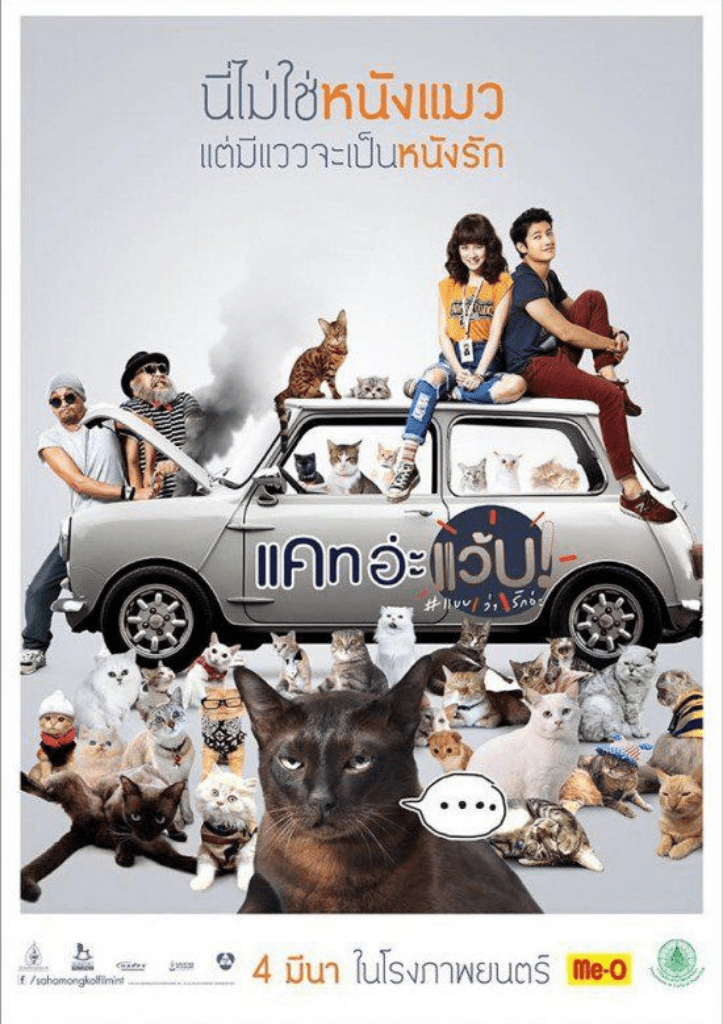 นี่ไม่ใช่หนังแมว
แต่มีแววจะเป็นหนังรัก
แคทอ่ะแว้บ!
#แบบว่ารักอ่ะ
....
f /sahamongkolfilmint
4 มีนา ในโรงภาพยนตร์
Me-O